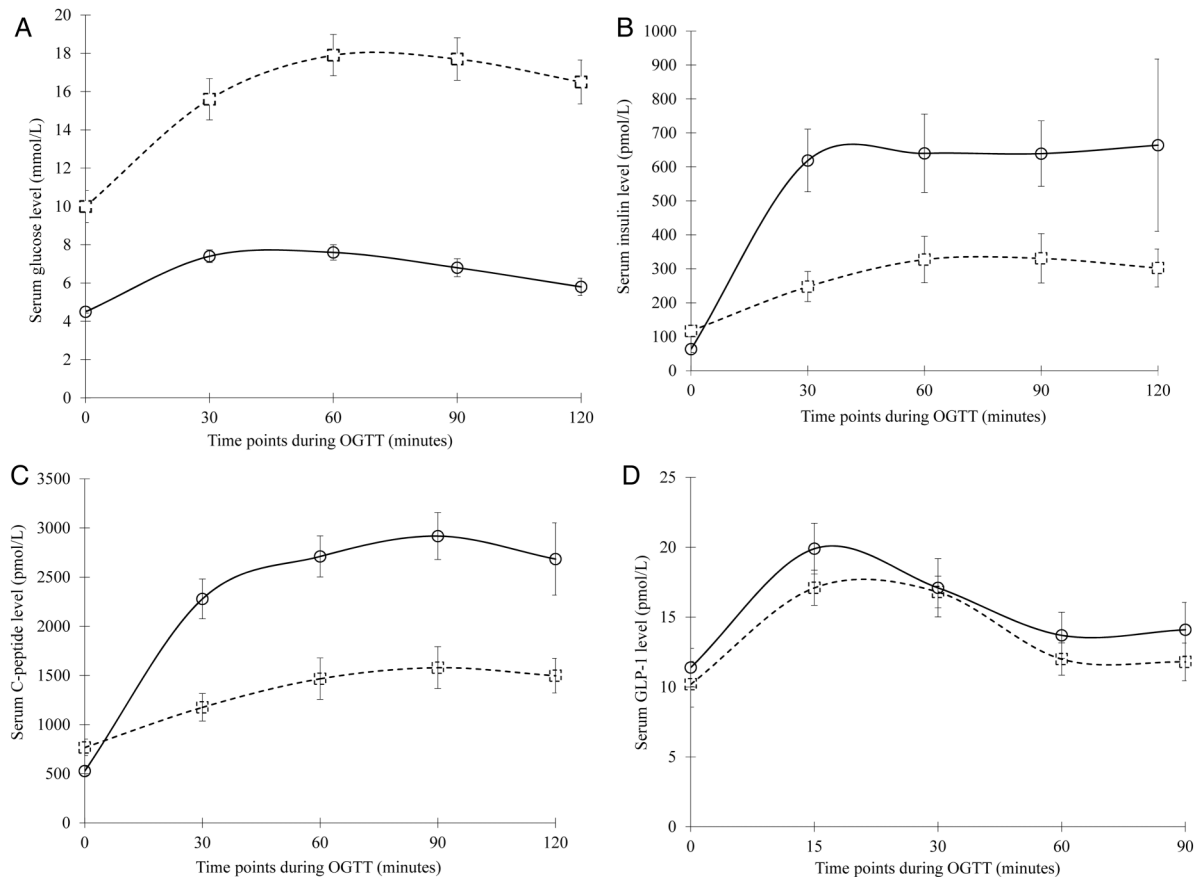 A
Serum glucose level (mmol/L)
20
18
16
14
12
10
8
6
4
2
0
0 30 60 90 120
Time points during OGTT (minutes)
B
Serum insulin level (pmol/L)
1000
900
800
700
600
500
400
300
200
100
0
0 30 60 90 120
Time points during OGTT (minutes)
C
Serum C-peptide level (pmol/L)
3500
3000
2500
2000
1500
1000
500
0
0 30 60 90 120
Time points during OGTT (minutes)
D
Serum GLP-1 level (pmol/L)
25
20
15
10
5
0
0 15 30 60 90
Time points during OGTT (minutes)